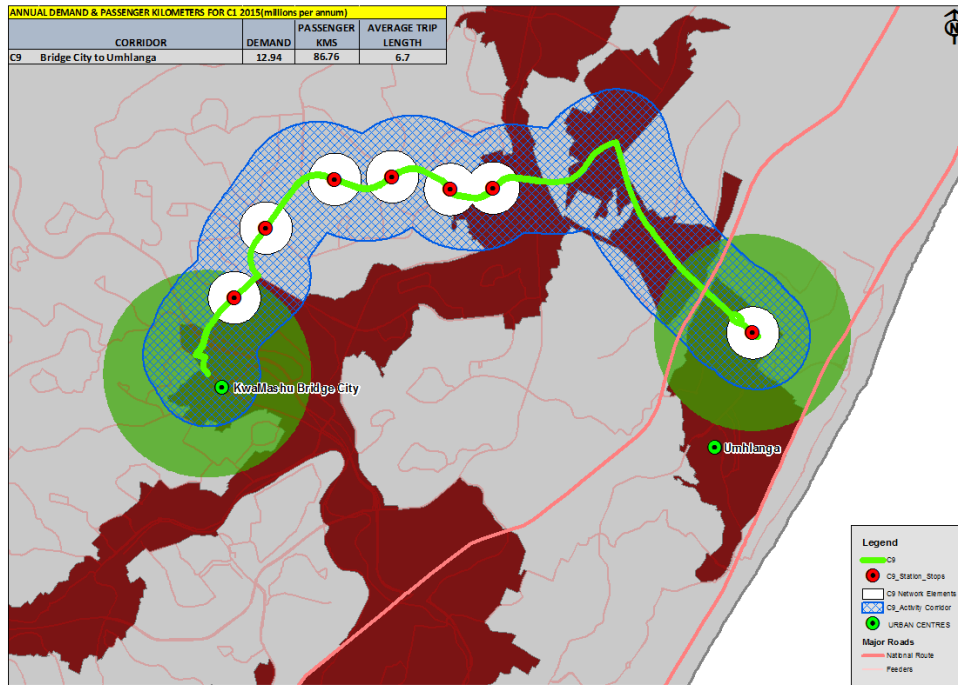 ANNUAL DEMAND & PASSENGER KILOMETERS FOR C1 2015(millions per annum)
CORRIDOR DEMAND PASSENGER KMS AVERAGE TRIP LENGTH
C9 Bridge City to Umhlanga 12.94 86.76 6.7
N
KwaMashu Bridge City
Umhlanga
Legend
C9
C9_Station_Stops
C9 Network Elements
C9_Activity Corridor
URBAN CENTRES
Major Roads
National Route
Feeders